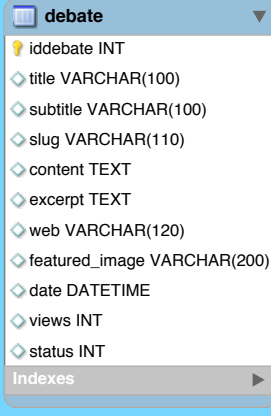 debate
iddebate INT
title VARCHAR(100)
subtitle VARCHAR(100)
slug VARCHAR(110)
content TEXT
excerpt TEXT
web VARCHAR(120)
featured_image VARCHAR(200)
date DATETIME
views INT
status INT
Indexes